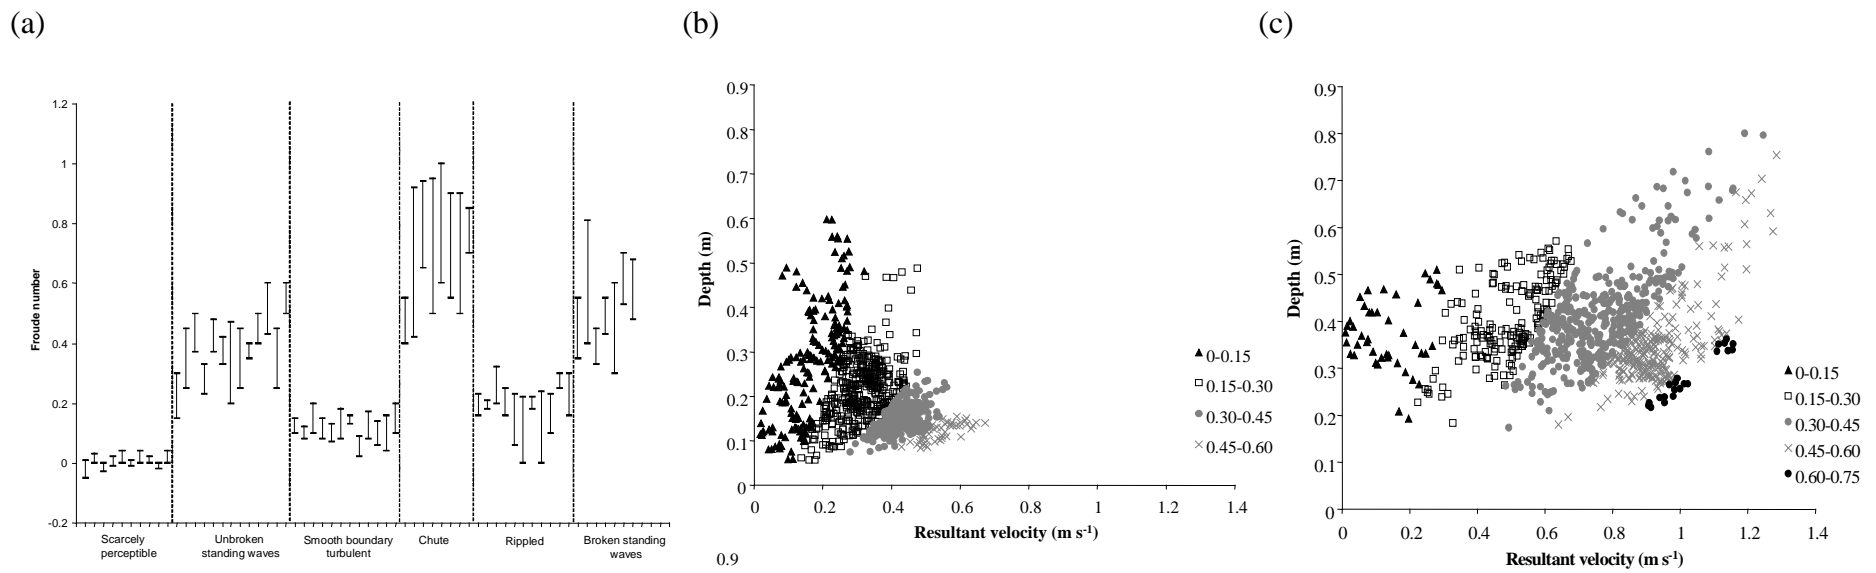 (a)
(b)
(c)
1.2
1
0.8
0.6
0.4
0.2
0
-0.2
Froude number
Scarcely perceptible
Unbroken standing waves
Smooth boundary turbulent
Chute
Rippled
Broken standing waves
0.9
0.8
0.7
0.6
0.5
0.4
0.3
0.2
0.1
0
Depth (m)
0 0.2 0.4 0.6 0.8 1 1.2 1.4
Resultant velocity (m s-1)
0-0.15
0.15-0.30
0.30-0.45
0.45-0.60
0.9
0.9
0.8
0.7
0.6
0.5
0.4
0.3
0.2
0.1
0
Depth (m)
0 0.2 0.4 0.6 0.8 1 1.2 1.4
Resultant velocity (m s-1)
0-0.15
0.15-0.30
0.30-0.45
0.45-0.60
0.60-0.75